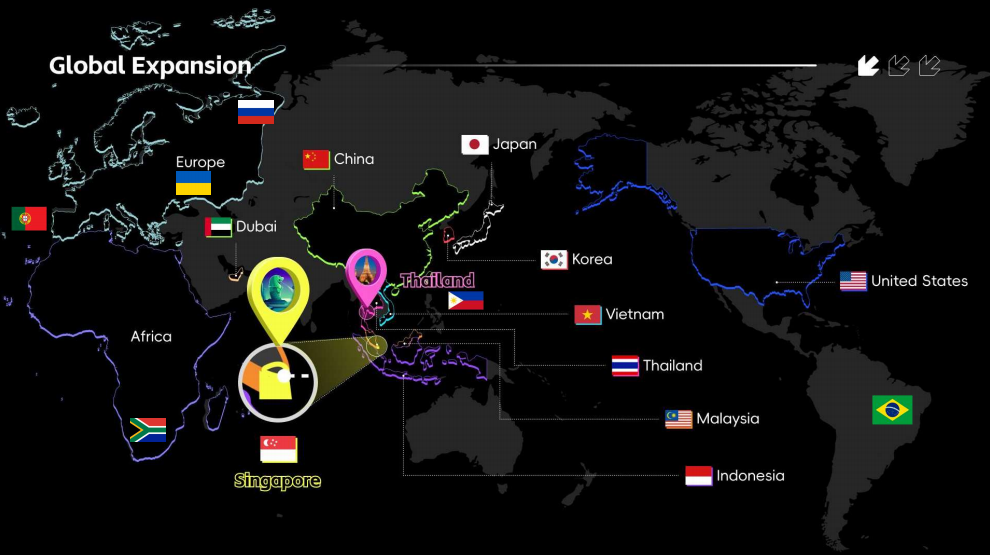 Global Expansion
Japan
China
Europe
Dubai
Korea
Thailand
United States
Vietnam
Africa
Thailand
Malaysia
Indonesia
Singapore